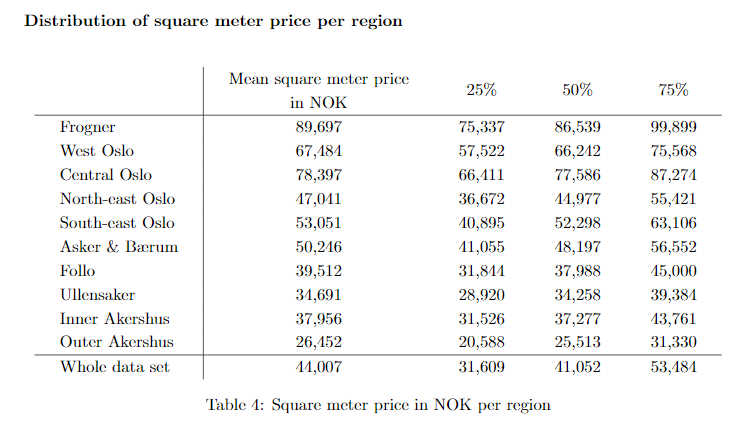 Distribution of square meter price per region
Mean square meter price in NOK 25% 50% 75%
Frogner 89,697 75,337 86,539 99,899
West Oslo 67,484 57,522 66,242 75,568
Central Oslo 78,397 66,411 77,586 87,274
North-east Oslo 47,041 36,672 44,977 55,421
South-east Oslo 53,051 40,895 52,298 63,106
Asker & Bærum 50,246 41,055 48,197 56,552
Follo 39,512 31,844 37,988 45,000
Ullensaker 34,691 28,920 34,258 39,384
Inner Akershus 37,956 31,526 37,277 43,761
Outer Akershus 26,452 20,588 25,513 31,330
Whole data set 44,007 31,609 41,052 53,484
Table 4: Square meter price in NOK per region